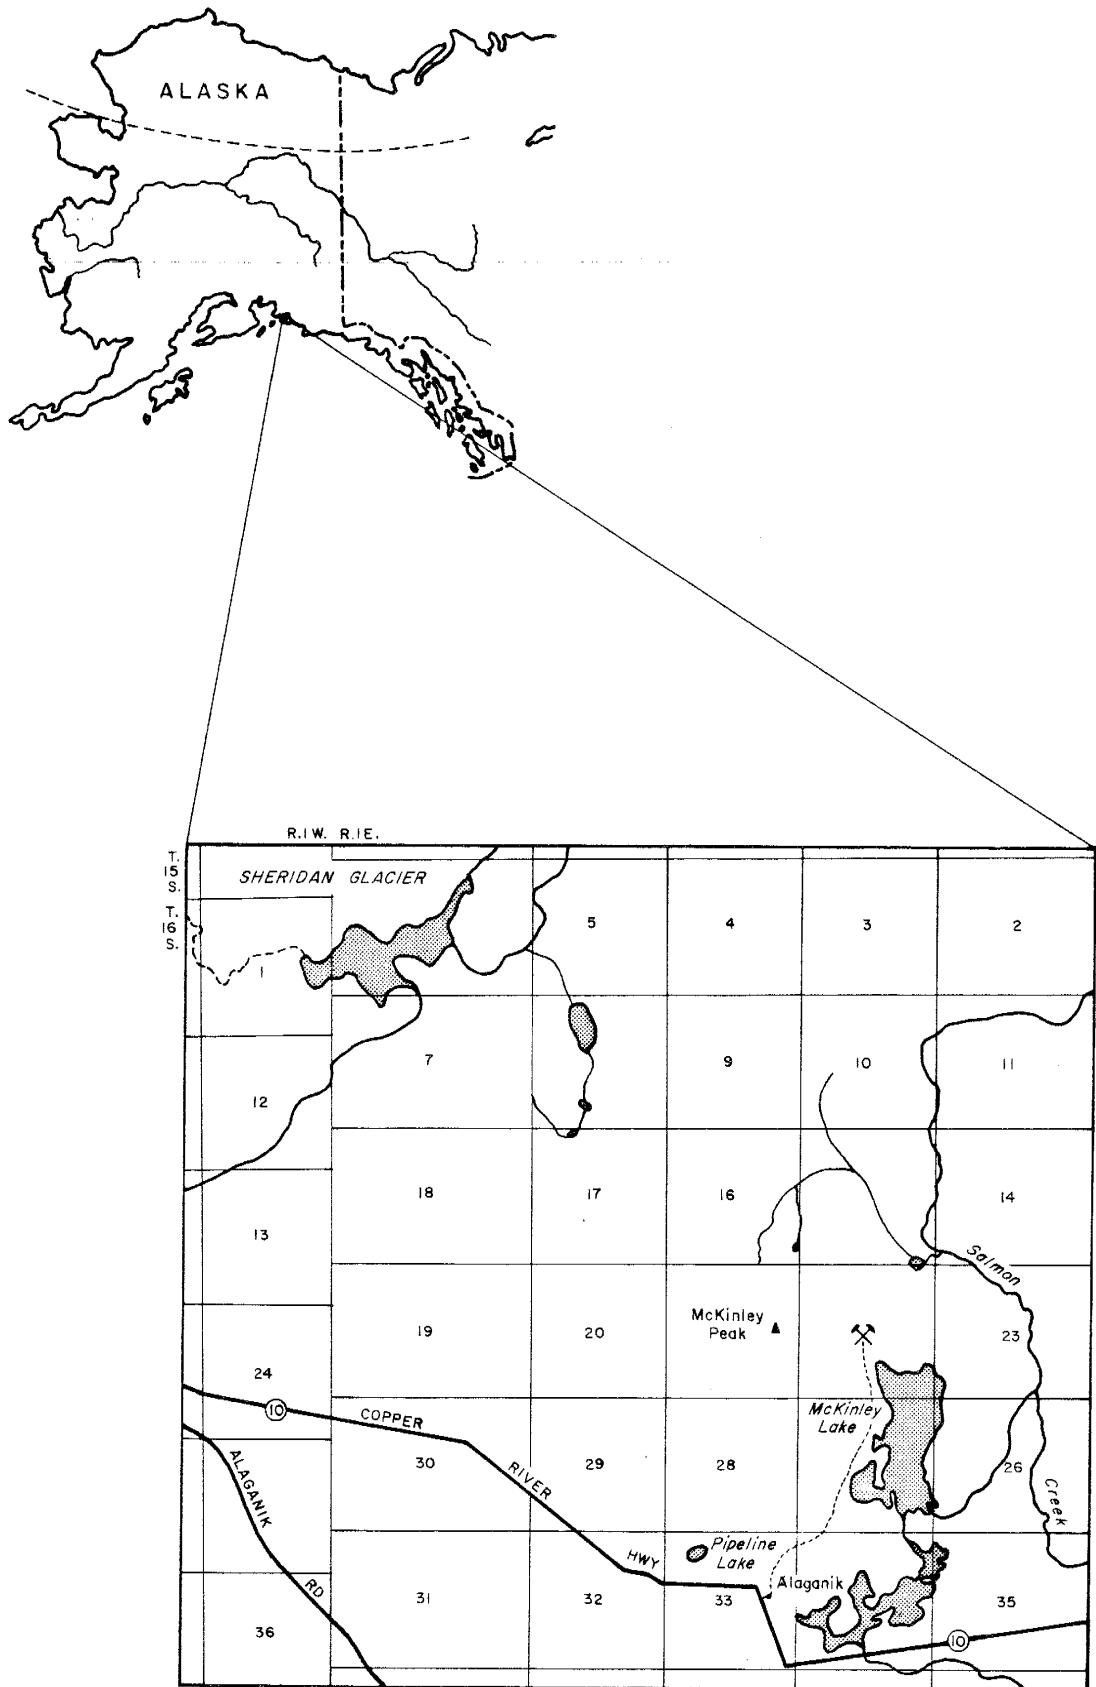 ALASKA
R.1W. R.1E.
T.
15
S.
SHERIDAN GLACIER
T.
16
S.
5
4
3
2
1
7
9
10
11
12
18
17
16
14
13
Salmon
McKinley
Peak
19
20
23
24
10
COPPER
McKinley
Lake
ALAGANIK
30
RIVER
29
28
26
Creek
HWY
Pipeline
Lake
RD
Alaganik
31
32
33
35
36
10